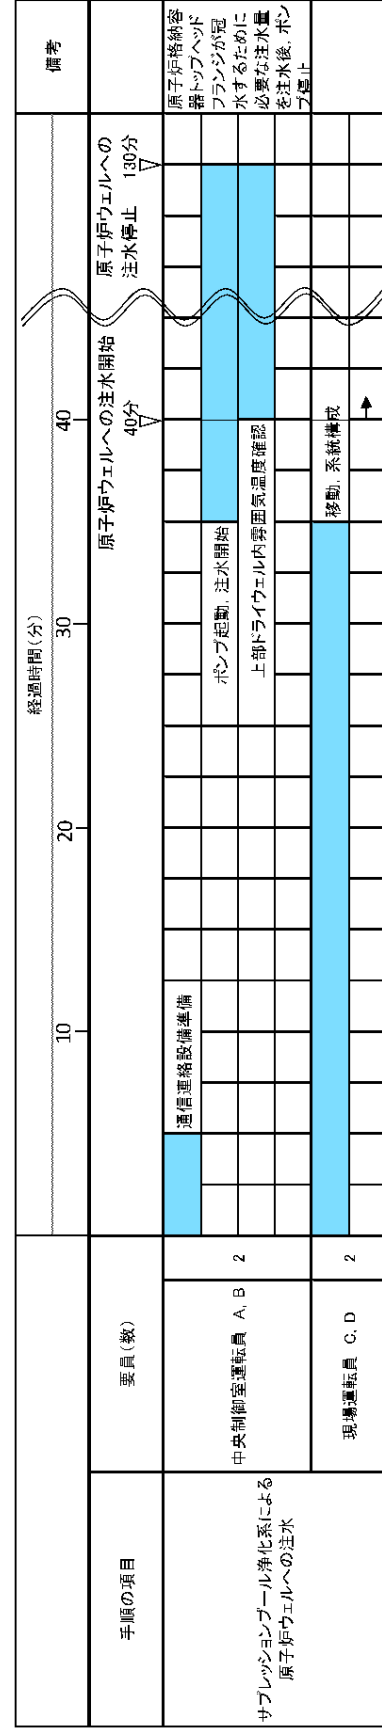 経過時間(分)
備考
10
20
30
40
手順の項目
要員(数)
原子炉ウェルへの注水開始
40分
原子炉ウェルへの
注水停止 130分
サプレッションプール浄化系による
原子炉ウェルへの注水
中央制御室運転員 A, B
2
通信連絡設備準備
ポンプ起動, 注水開始
上部ドライウェル内雰囲気温度確認
原子炉格納容
器トップヘッド
フランジが冠
水するために
必要な注水量
を注水後, ポン
プ停止
現場運転員 C, D
2
移動, 系統構成